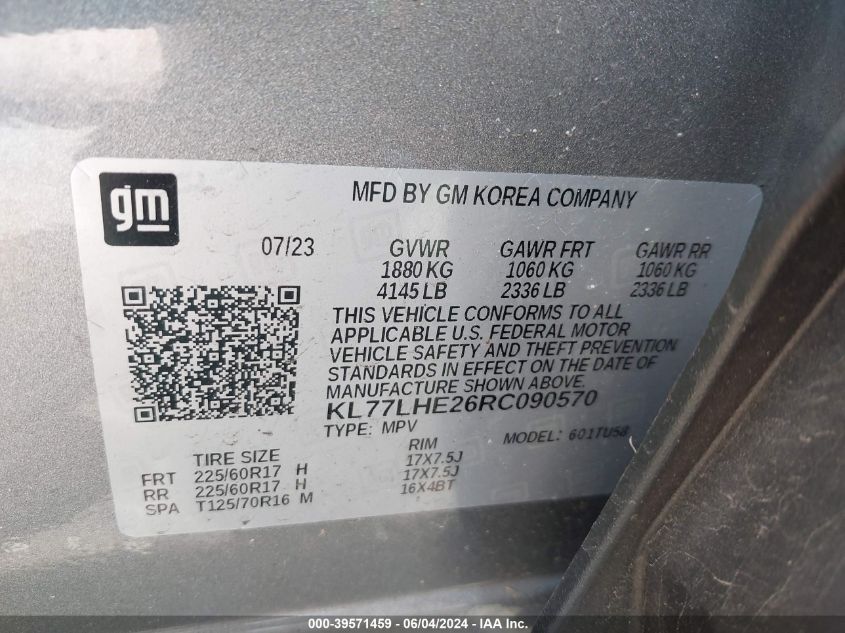 gm
MFD BY GM KOREA COMPANY
07/23 GVWR GAWR FRT GAWR RR
1880 KG 1060 KG 1060 KG
4145 LB 2336 LB 2336 LB
THIS VEHICLE CONFORMS TO ALL
APPLICABLE U.S. FEDERAL MOTOR
VEHICLE SAFETY AND THEFT PREVENTION
STANDARDS IN EFFECT ON THE DATE OF
MANUFACTURE SHOWN ABOVE.
KL77LHE26RC090570
TYPE: MPV MODEL: 601TU58
TIRE SIZE RIM
FRT 225/60R17 H 17X7.5J
RR 225/60R17 H 17X7.5J
SPA T125/70R16 M 16X4BT
000-39571459 - 06/04/2024 - IAA Inc.